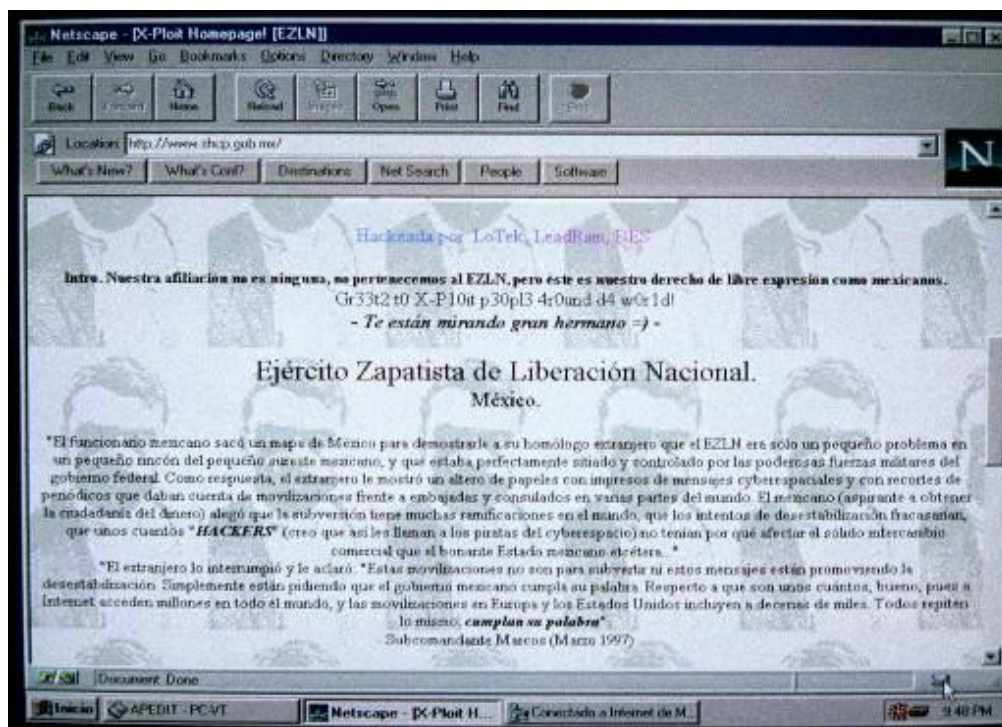 Netscape - [X-Ploit Homepage! [EZLN]]
File Edit View Go Bookmarks Options Directory Window Help
Back Forward Home Reload Images Open Print Find Stop
Location: http://www.shcp.gob.mx/
What's New? What's Cool? Destinations Net Search People Software
N
Hackeada por LoTek, LeadRain,
Intro. Nuestra afiliación no es ninguna, no pertenecemos al EZLN, pero éste es nuestro derecho de libre expresión como mexicanos.
Gr33t2 t0 X-P10it p30pl3 4r0und d4 w0r1d!
- Te están mirando gran hermano =) -
Ejército Zapatista de Liberación Nacional.
México.
"El funcionario mexicano sacó un mapa de México para demostrarle a su homólogo extranjero que el EZLN era sólo un pequeño problema en
un pequeño rincón del pequeño sureste mexicano, y que estaba perfectamente sitiado y controlado por las poderosas fuerzas militares del
gobierno federal. Como respuesta, el extranjero le mostró un altero de papeles con impresos de mensajes cyberespaciales y con recortes de
periódicos que daban cuenta de movilizaciones frente a embajadas y consulados en varias partes del mundo. El mexicano (aspirante a obtener
la ciudadanía del dinero) alegó que la subversión tiene muchas ramificaciones en el mundo, que los intentos de desestabilización fracasarían,
que unos cuantos "HACKERS" (creo que así les llaman a los piratas del cyberespacio) no tenían por qué afectar el sólido intercambio
comercial que el bonante Estado mexicano etcétera. "
"El extranjero lo interrumpió y le aclaró: "Estas movilizaciones no son para subvertir ni estos mensajes están promoviendo la
desestabilización. Simplemente están pidiendo que el gobierno mexicano cumpla su palabra. Respecto a que son unos cuántos, bueno, pues a
Internet acceden millones en todo el mundo, y las movilizaciones en Europa y los Estados Unidos incluyen a decenas de miles. Todos repiten
lo mismo: cumplan su palabra"
Subcomandante Marcos (Marzo 1997)
Document: Done
Inicio APEDIT - PC-VT Netscape - [X-Ploit H... Conectado a Internet de M... 9:48 PM